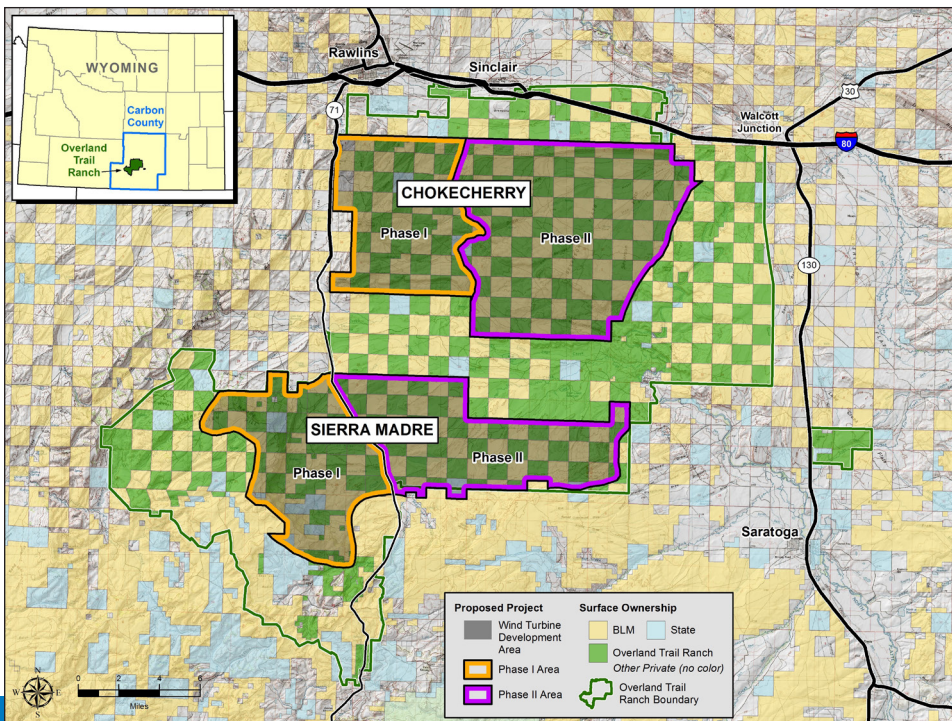 WYOMING
Carbon
County
Overland
Trail
Ranch
Rawlins
Sinclair
71
Walcott
Junction
30
80
CHOKECHERRY
Phase I
Phase II
130
SIERRA MADRE
Phase I
Phase II
Saratoga
Proposed Project
Wind Turbine
Development
Area
Phase I Area
Phase II Area
Surface Ownership
BLM
State
Overland Trail Ranch
Other Private (no color)
Overland Trail
Ranch Boundary
N
W
E
S
0
2
4
6
Miles